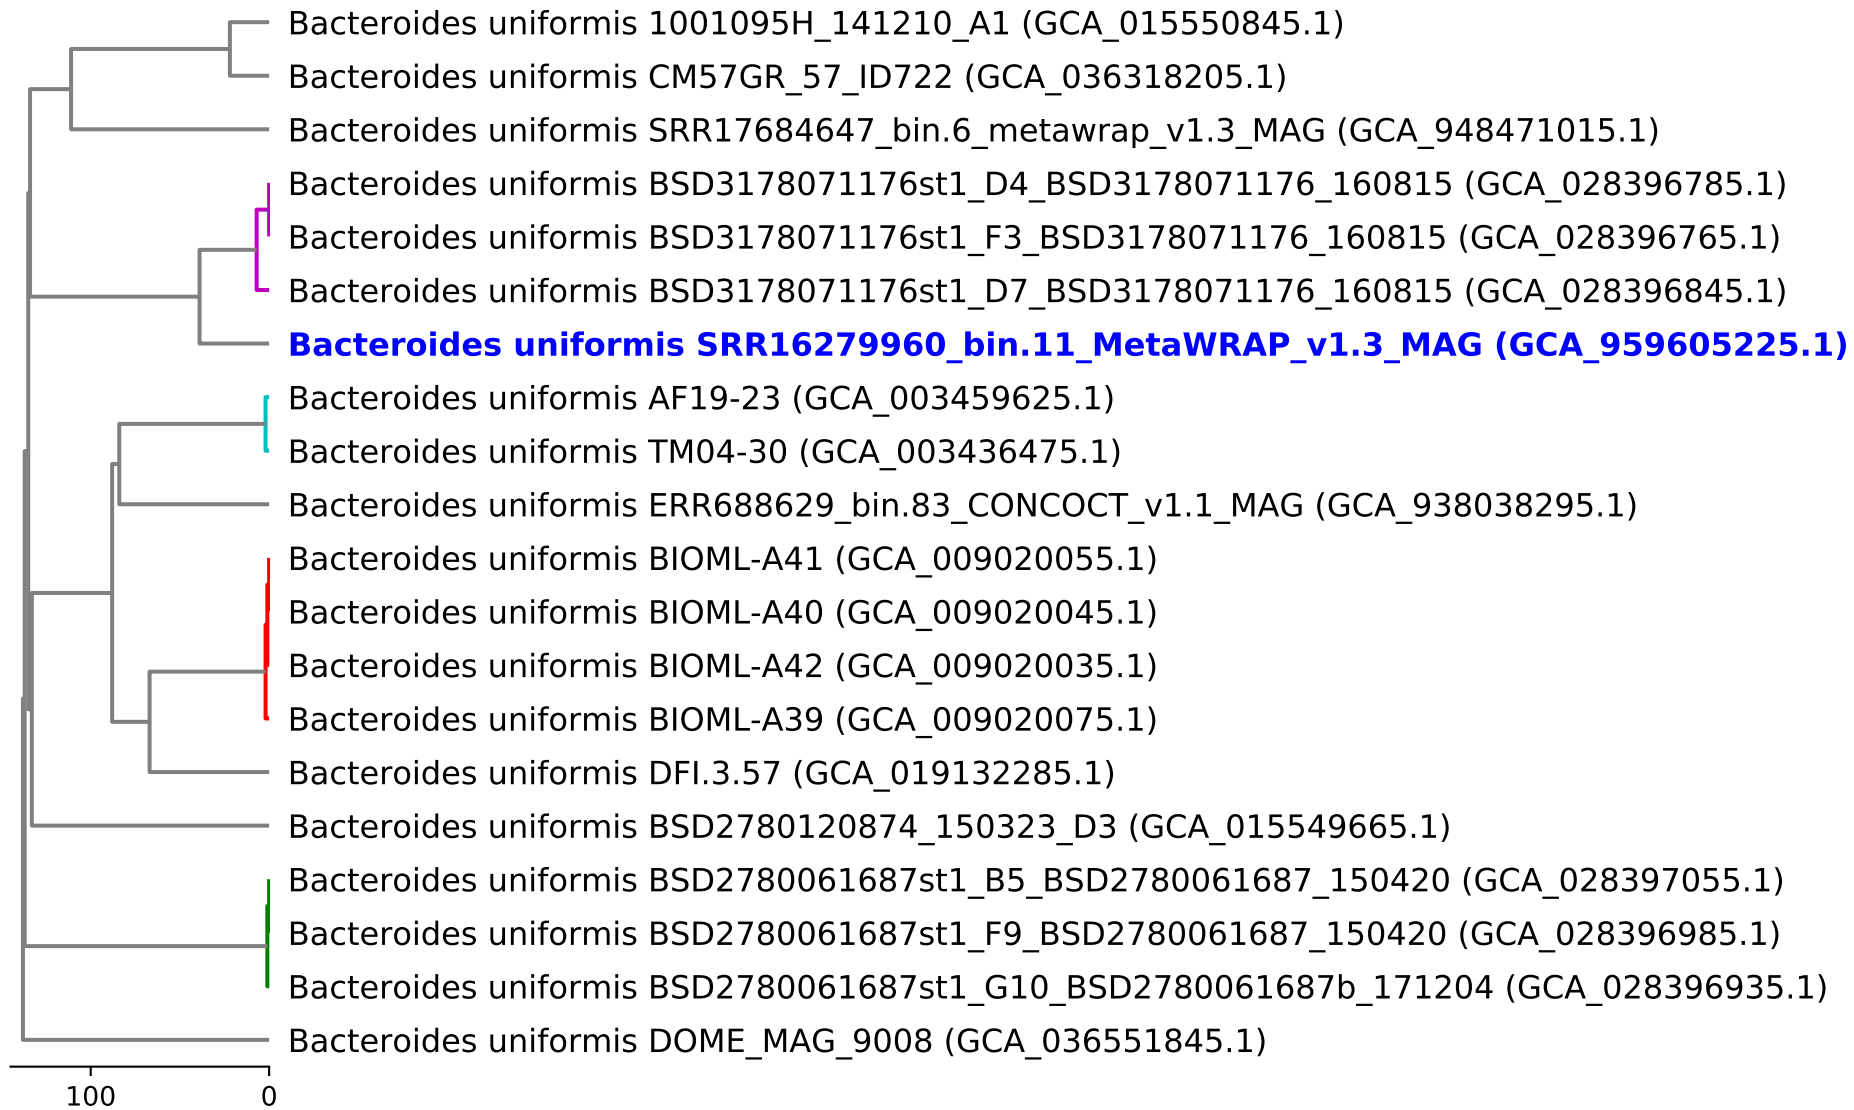 Bacteroides uniformis 1001095H_141210_A1 (GCA_015550845.1)
Bacteroides uniformis CM57GR_57_ID722 (GCA_036318205.1)
Bacteroides uniformis SRR17684647_bin.6_metawrap_v1.3_MAG (GCA_948471015.1)
Bacteroides uniformis BSD3178071176st1_D4_BSD3178071176_160815 (GCA_028396785.1)
Bacteroides uniformis BSD3178071176st1_F3_BSD3178071176_160815 (GCA_028396765.1)
Bacteroides uniformis BSD3178071176st1_D7_BSD3178071176_160815 (GCA_028396845.1)
Bacteroides uniformis SRR16279960_bin.11_MetaWRAP_v1.3_MAG (GCA_959605225.1)
Bacteroides uniformis AF19-23 (GCA_003459625.1)
Bacteroides uniformis TM04-30 (GCA_003436475.1)
Bacteroides uniformis ERR688629_bin.83_CONCOCT_v1.1_MAG (GCA_938038295.1)
Bacteroides uniformis BIOML-A41 (GCA_009020055.1)
Bacteroides uniformis BIOML-A40 (GCA_009020045.1)
Bacteroides uniformis BIOML-A42 (GCA_009020035.1)
Bacteroides uniformis BIOML-A39 (GCA_009020075.1)
Bacteroides uniformis DFI.3.57 (GCA_019132285.1)
Bacteroides uniformis BSD2780120874_150323_D3 (GCA_015549665.1)
Bacteroides uniformis BSD2780061687st1_B5_BSD2780061687_150420 (GCA_028397055.1)
Bacteroides uniformis BSD2780061687st1_F9_BSD2780061687_150420 (GCA_028396985.1)
Bacteroides uniformis BSD2780061687st1_G10_BSD2780061687b_171204 (GCA_028396935.1)
Bacteroides uniformis DOME_MAG_9008 (GCA_036551845.1)
100 0